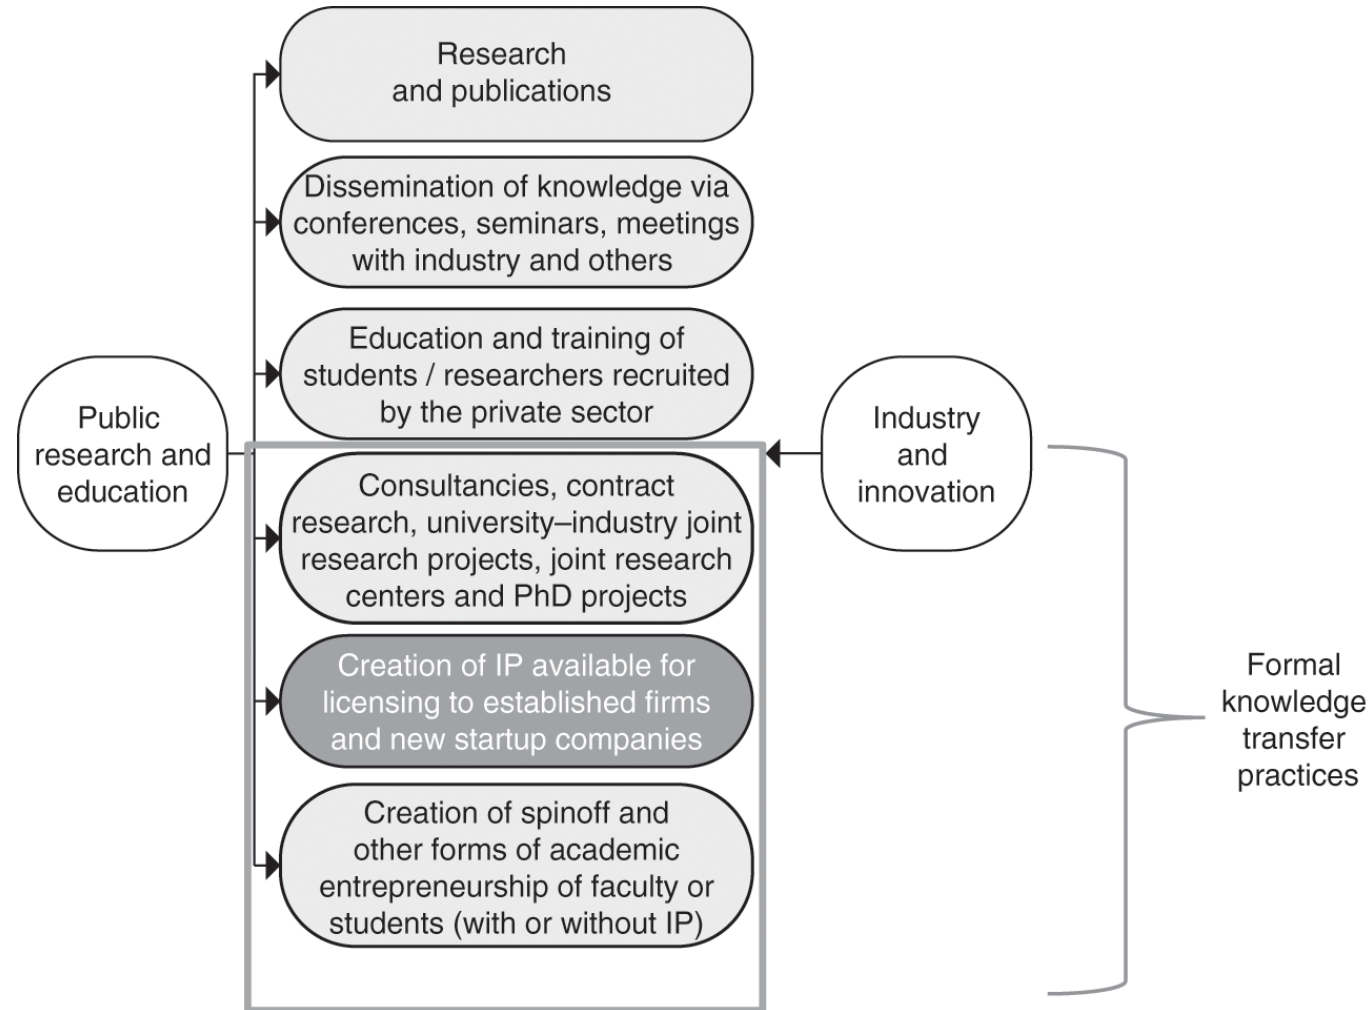 Research
and publications
Dissemination of knowledge via
conferences, seminars, meetings
with industry and others
Education and training of
students / researchers recruited
by the private sector
Public
research and
education
Industry
and
innovation
Consultancies, contract
research, university–industry joint
research projects, joint research
centers and PhD projects
Creation of IP available for
licensing to established firms
and new startup companies
Formal
knowledge
transfer
practices
Creation of spinoff and
other forms of academic
entrepreneurship of faculty or
students (with or without IP)